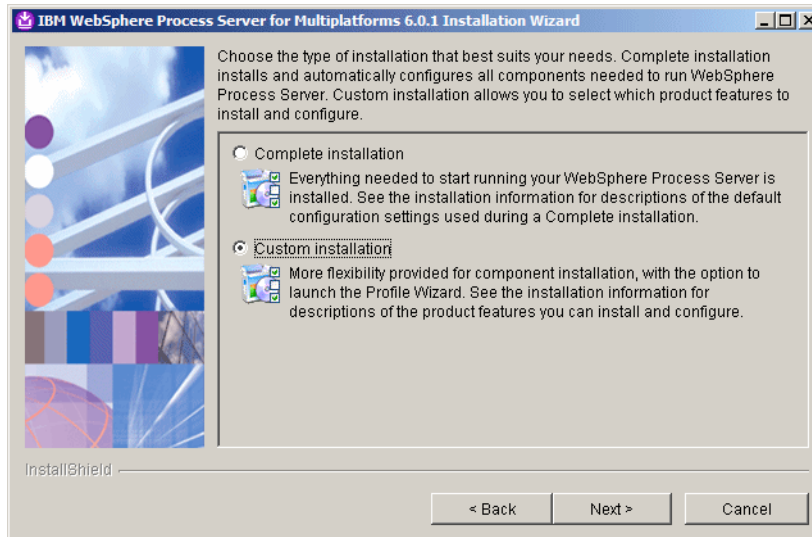 IBM WebSphere Process Server for Multiplatforms 6.0.1 Installation Wizard
Choose the type of installation that best suits your needs. Complete installation
installs and automatically configures all components needed to run WebSphere
Process Server. Custom installation allows you to select which product features to
install and configure.
Complete installation
Everything needed to start running your WebSphere Process Server is
installed. See the installation information for descriptions of the default
configuration settings used during a Complete installation.
Custom installation
More flexibility provided for component installation, with the option to
launch the Profile Wizard. See the installation information for
descriptions of the product features you can install and configure.
InstallShield
< Back
Next >
Cancel